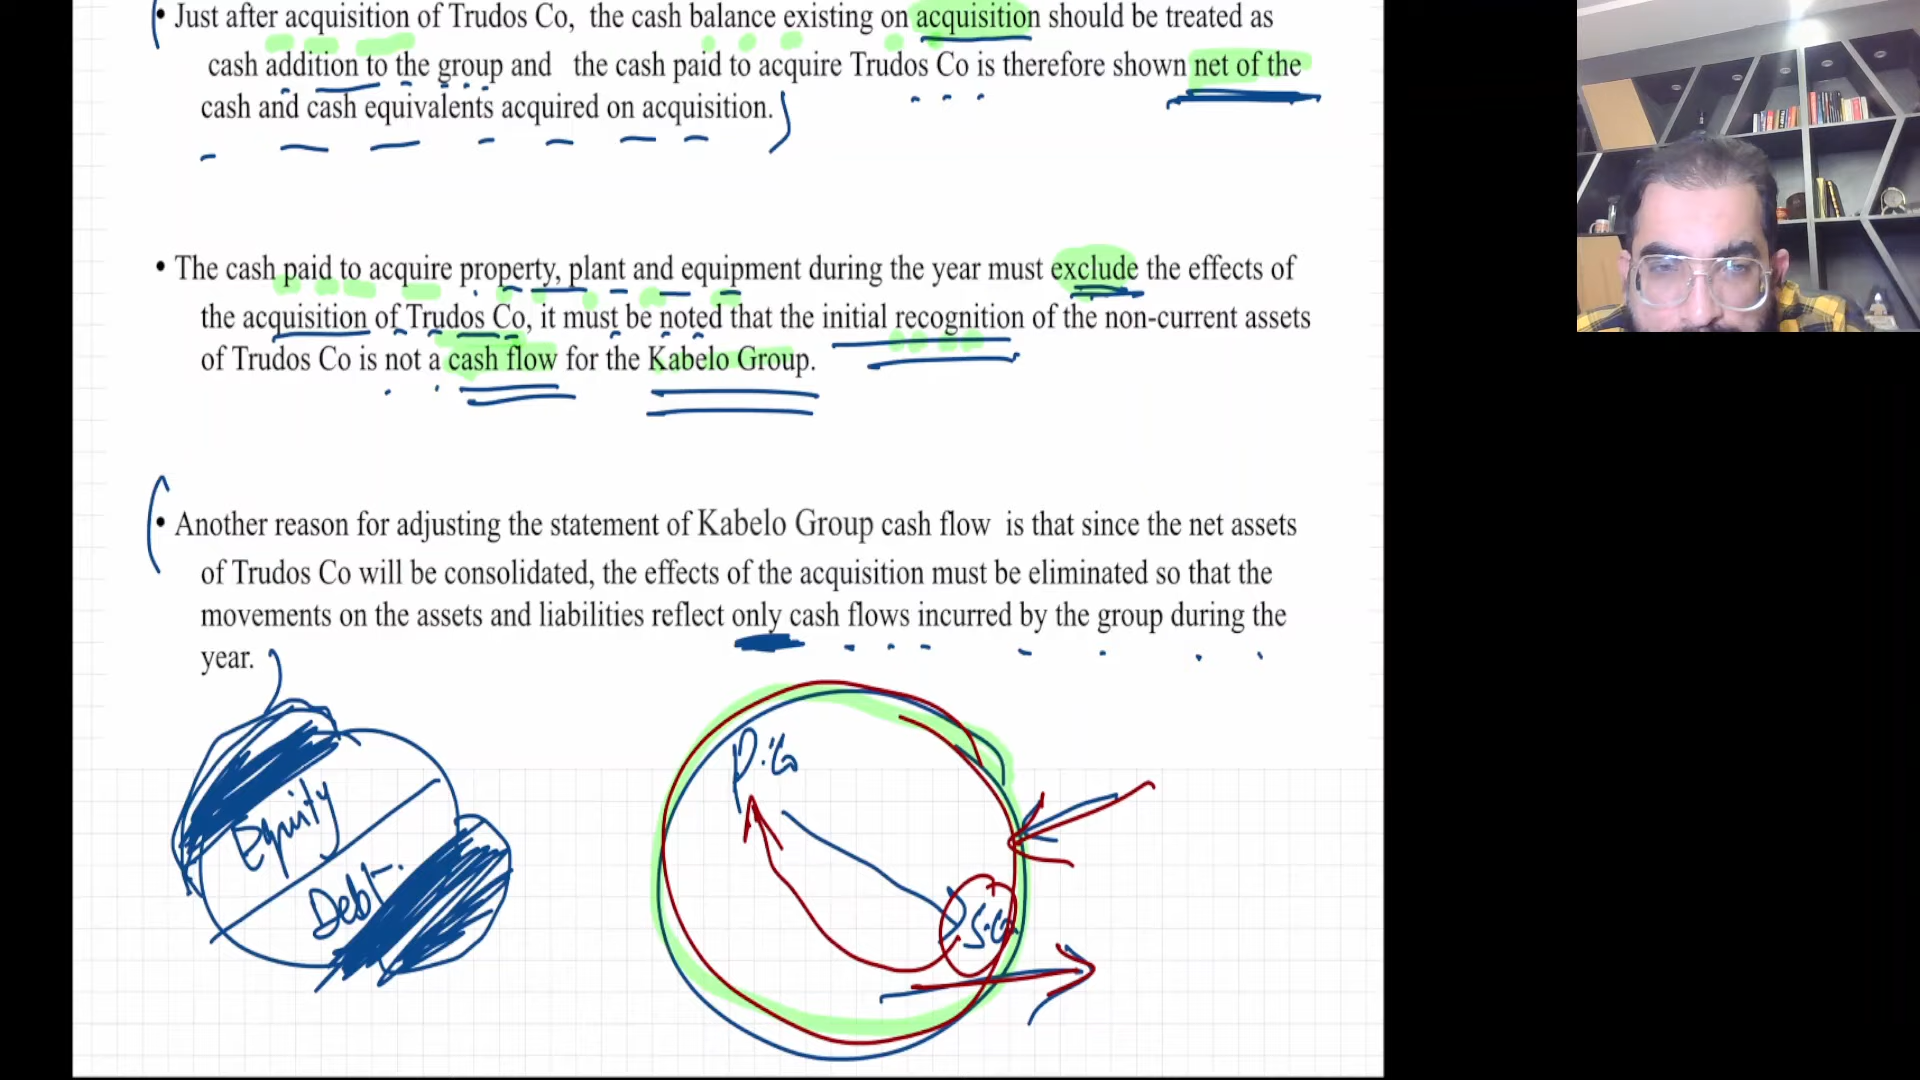 • Just after acquisition of Trudos Co, the cash balance existing on acquisition should be treated as
cash addition to the group and the cash paid to acquire Trudos Co is therefore shown net of the
cash and cash equivalents acquired on acquisition.
• The cash paid to acquire property, plant and equipment during the year must exclude the effects of
the acquisition of Trudos Co, it must be noted that the initial recognition of the non-current assets
of Trudos Co is not a cash flow for the Kabelo Group.
• Another reason for adjusting the statement of Kabelo Group cash flow is that since the net assets
of Trudos Co will be consolidated, the effects of the acquisition must be eliminated so that the
movements on the assets and liabilities reflect only cash flows incurred by the group during the
year.
P.Co
Equity
Debt.
S.Co